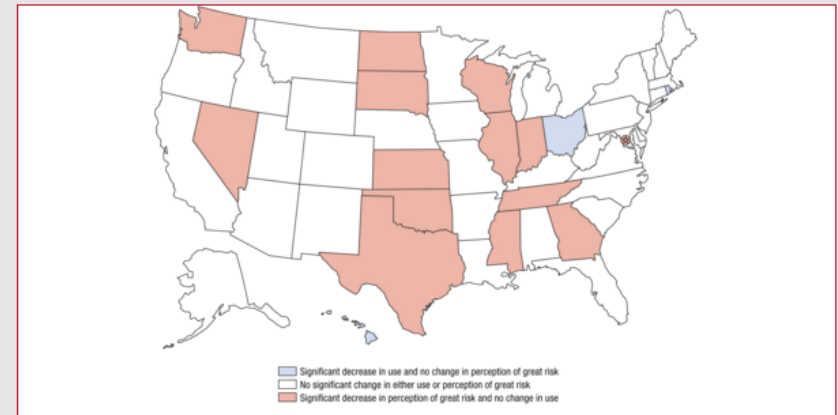 Significant decrease in use and no change in perception of great risk
No significant change in either use or perception of great risk
Significant decrease in perception of great risk and no change in use